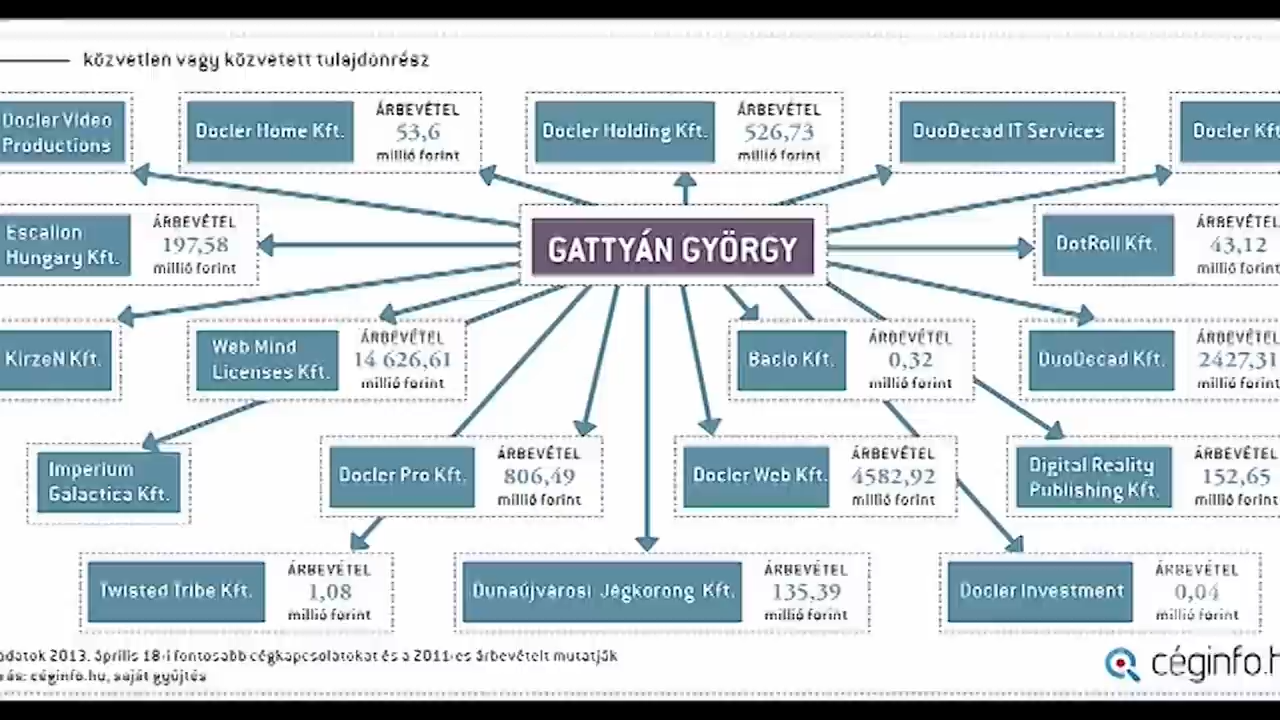 közvetlen vagy közvetett tulajdonrész
Docler Video
Productions
Docler Home Kft.
ÁRBEVÉTEL
53,6
millió forint
Docler Holding Kft.
ÁRBEVÉTEL
526,73
millió forint
DuoDecad IT Services
Docler Kft
Escalion
Hungary Kft.
ÁRBEVÉTEL
197,58
millió forint
GATTYÁN GYÖRGY
DotRoll Kft.
ÁRBEVÉTEL
43,12
millió forint
KirzeN Kft.
Web Mind
Licenses Kft.
ÁRBEVÉTEL
14 626,61
millió forint
Bacio Kft.
ÁRBEVÉTEL
0,32
millió forint
DuoDecad Kft.
ÁRBEVÉTEL
2427,31
millió forint
Imperium
Galactica Kft.
Docler Pro Kft.
ÁRBEVÉTEL
806,49
millió forint
Docler Web Kft.
ÁRBEVÉTEL
4582,92
millió forint
Digital Reality
Publishing Kft.
ÁRBEVÉTEL
152,65
millió forint
Twisted Tribe Kft.
ÁRBEVÉTEL
1,08
millió forint
Dunaújvárosi Jégkorong Kft.
ÁRBEVÉTEL
135,39
millió forint
Docler Investment
ÁRBEVÉTEL
0,04
millió forint
adatok 2013. április 18-i fontosabb cégkapcsolatokat és a 2011-es árbevételt mutatják
ás: céginfo.hu, saját gyűjtés
céginfo.h